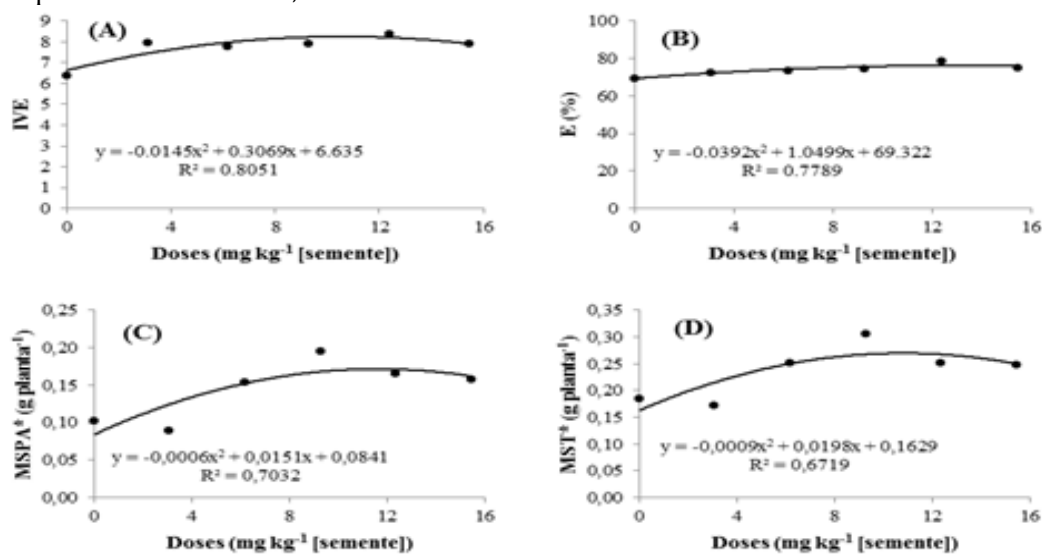 (A)
IVE
9
8
7
6
5
4
3
2
1
0
y = -0.0145x² + 0.3069x + 6.635
R² = 0.8051
0 4 8 12 16
Doses (mg kg⁻¹ [semente])
(B)
E (%)
100
80
60
40
20
0
y = -0.0392x² + 1.0499x + 69.322
R² = 0.7789
0 4 8 12 16
Doses (mg kg⁻¹ [semente])
(C)
MSPA* (g planta⁻¹)
0,25
0,20
0,15
0,10
0,05
0,00
y = -0,0006x² + 0,0151x + 0,0841
R² = 0,7032
0 4 8 12 16
Doses (mg kg⁻¹ [semente])
(D)
MST* (g planta⁻¹)
0,35
0,30
0,25
0,20
0,15
0,10
0,05
0,00
y = -0,0009x² + 0,0198x + 0,1629
R² = 0,6719
0 4 8 12 16
Doses (mg kg⁻¹ [semente])